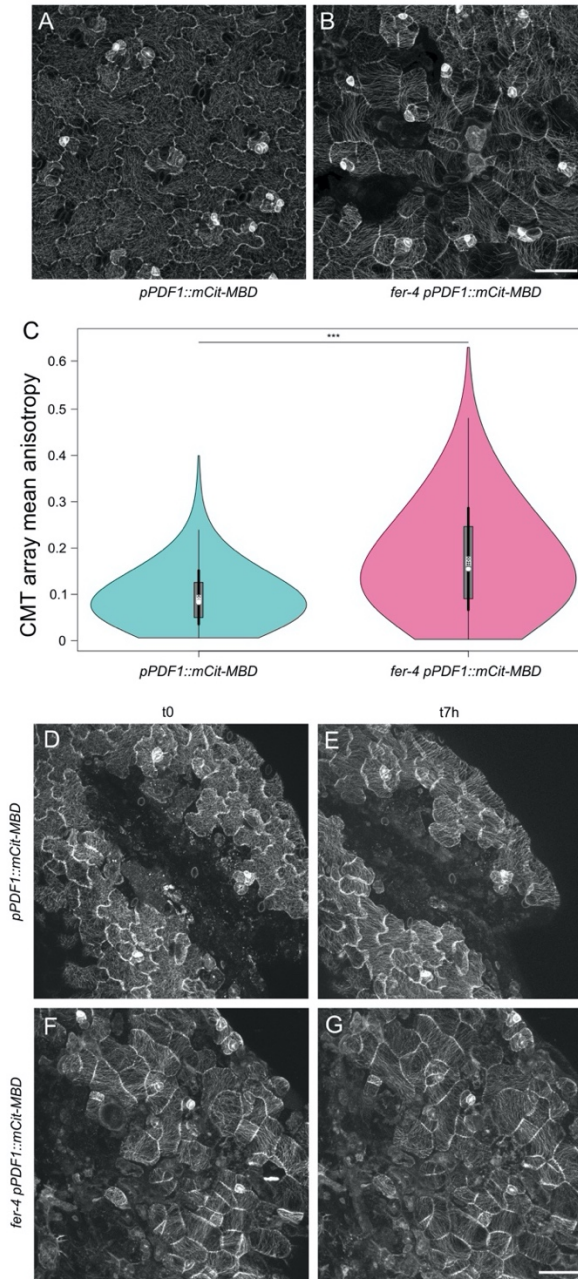 A
B
pPDF1::mCit-MBD
fer-4 pPDF1::mCit-MBD
C
***
CMT array mean anisotropy
0.6
0.5
0.4
0.3
0.2
0.1
0
pPDF1::mCit-MBD
fer-4 pPDF1::mCit-MBD
t0
t7h
D
E
pPDF1::mCit-MBD
F
G
fer-4 pPDF1::mCit-MBD